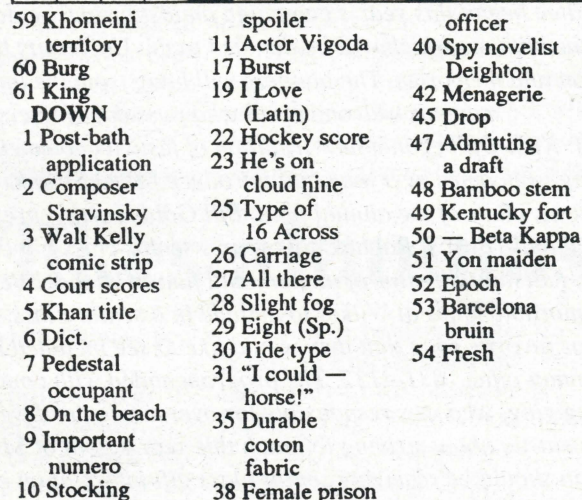 59 Khomeini
territory
60 Burg
61 King
DOWN
1 Post-bath
application
2 Composer
Stravinsky
3 Walt Kelly
comic strip
4 Court scores
5 Khan title
6 Dict.
7 Pedestal
occupant
8 On the beach
9 Important
numero
10 Stocking
spoiler
11 Actor Vigoda
17 Burst
19 I Love
(Latin)
22 Hockey score
23 He's on
cloud nine
25 Type of
16 Across
26 Carriage
27 All there
28 Slight fog
29 Eight (Sp.)
30 Tide type
31 "I could —
horse!"
35 Durable
cotton
fabric
38 Female prison
officer
40 Spy novelist
Deighton
42 Menagerie
45 Drop
47 Admitting
draft
48 Bamboo stem
49 Kentucky fort
50 — Beta Kappa
51 Yon maiden
52 Epoch
53 Barcelona
bruin
54 Fresh